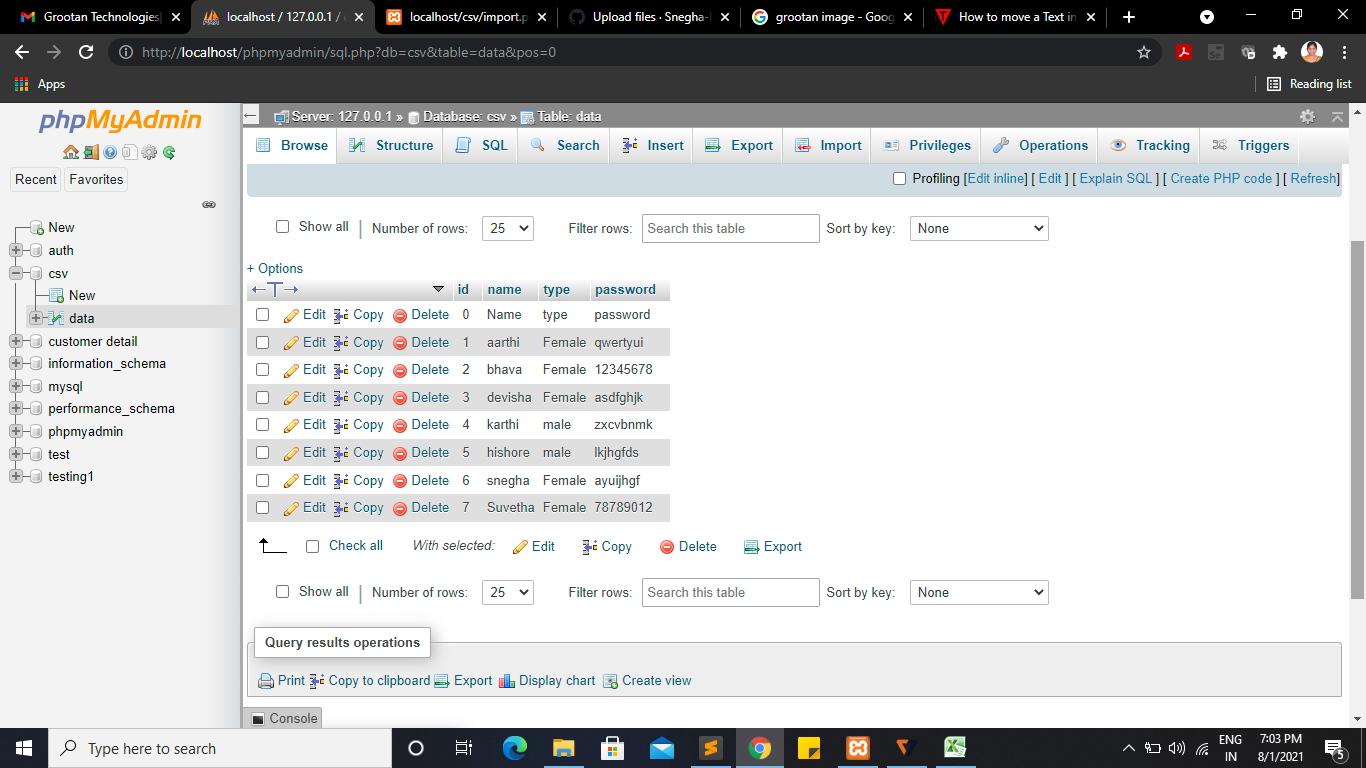 Grootan Technologies
localhost / 127.0.0.1 /
localhost/csv/import.p
Upload files · Snegha-
grootan image - Goog
How to move a Text in
http://localhost/phpmyadmin/sql.php?db=csv&table=data&pos=0
Apps
Reading list
phpMyAdmin
Recent Favorites
New
auth
csv
New
data
customer detail
information_schema
mysql
performance_schema
phpmyadmin
test
testing1
Server: 127.0.0.1 » Database: csv » Table: data
Browse Structure SQL Search Insert Export Import Privileges Operations Tracking Triggers
Profiling [Edit inline] [ Edit ] [ Explain SQL ] [ Create PHP code ] [ Refresh]
Show all | Number of rows: 25 Filter rows: Search this table Sort by key: None
+ Options
←T→ id name type password
Edit Copy Delete 0 Name type password
Edit Copy Delete 1 aarthi Female qwertyui
Edit Copy Delete 2 bhava Female 12345678
Edit Copy Delete 3 devisha Female asdfghjk
Edit Copy Delete 4 karthi male zxcvbnmk
Edit Copy Delete 5 hishore male lkjhgfds
Edit Copy Delete 6 snegha Female ayuijhgf
Edit Copy Delete 7 Suvetha Female 78789012
Check all With selected: Edit Copy Delete Export
Show all | Number of rows: 25 Filter rows: Search this table Sort by key: None
Query results operations
Print Copy to clipboard Export Display chart Create view
Console
Type here to search
ENG
IN
7:03 PM
8/1/2021
5